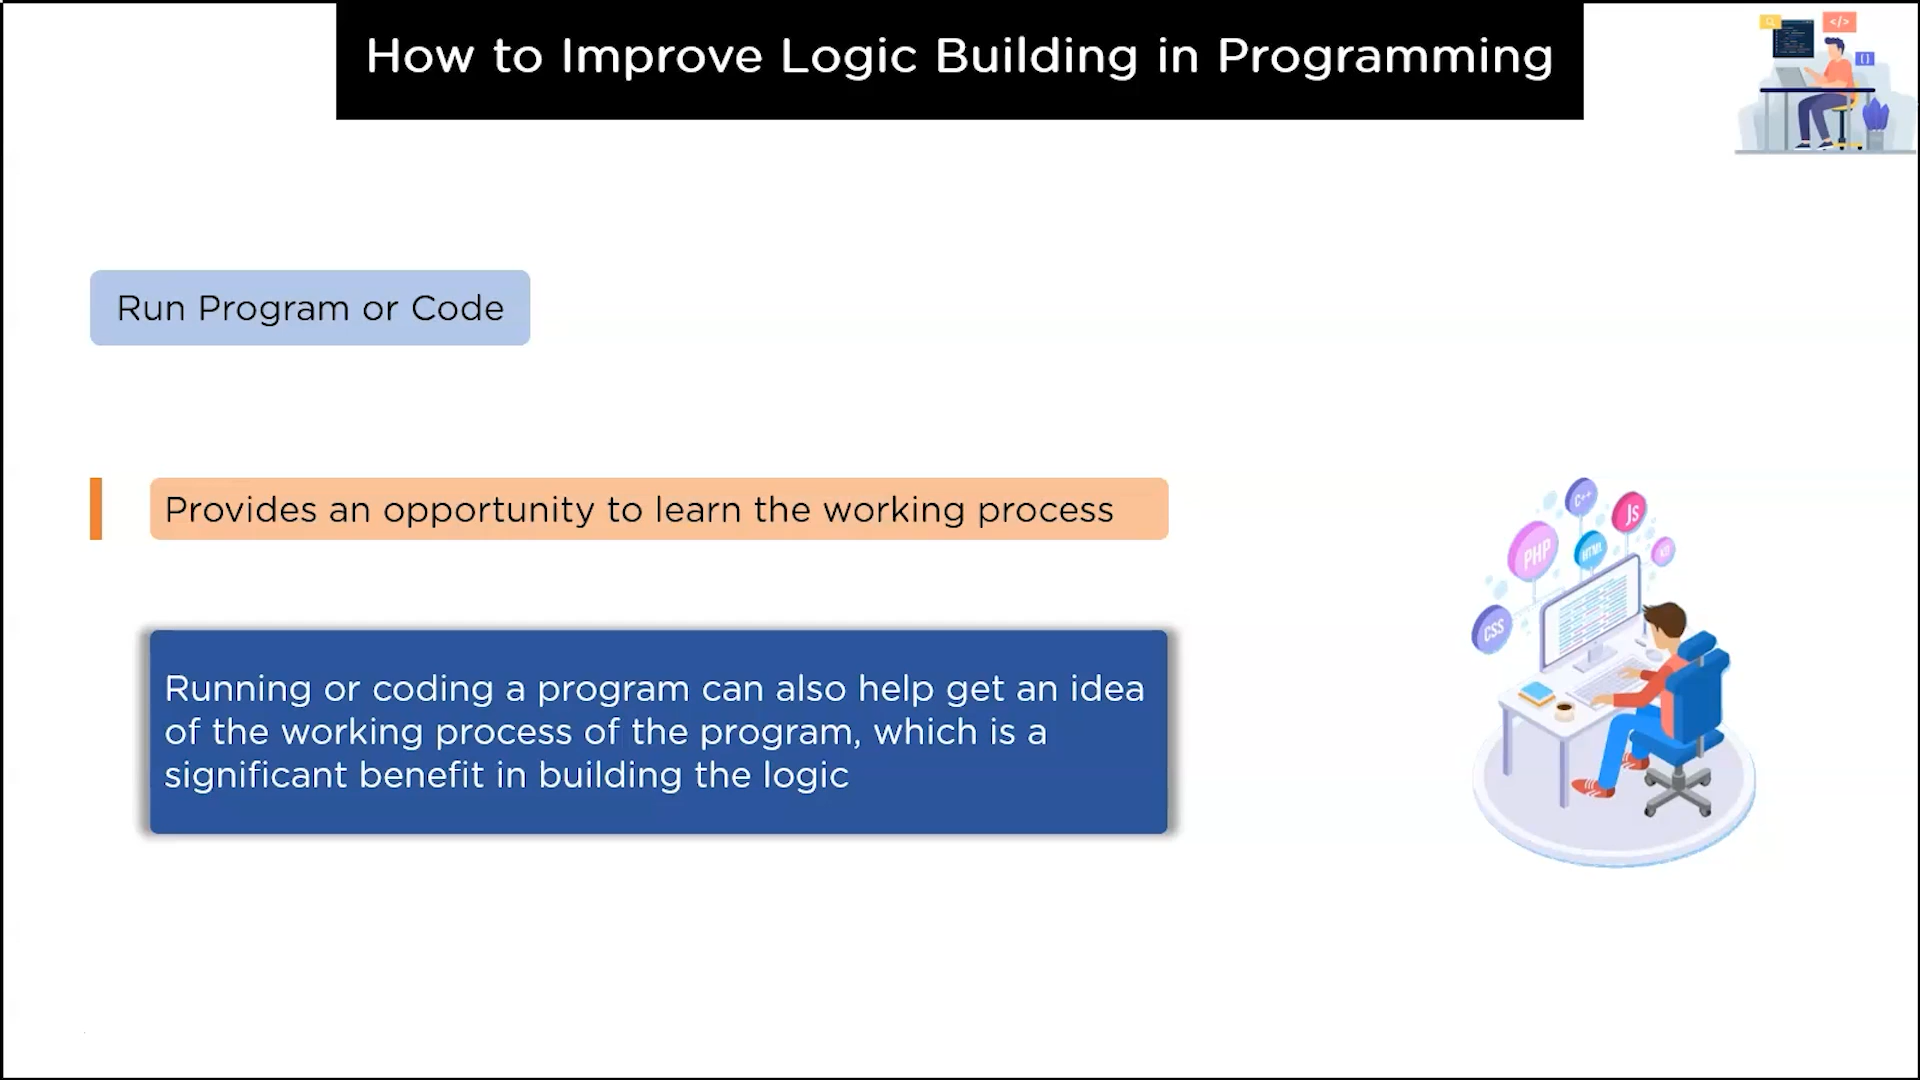 How to Improve Logic Building in Programming
</>
{}
Run Program or Code
Provides an opportunity to learn the working process
Running or coding a program can also help get an idea
of the working process of the program, which is a
significant benefit in building the logic
C++
JS
PHP
HTML
CSS